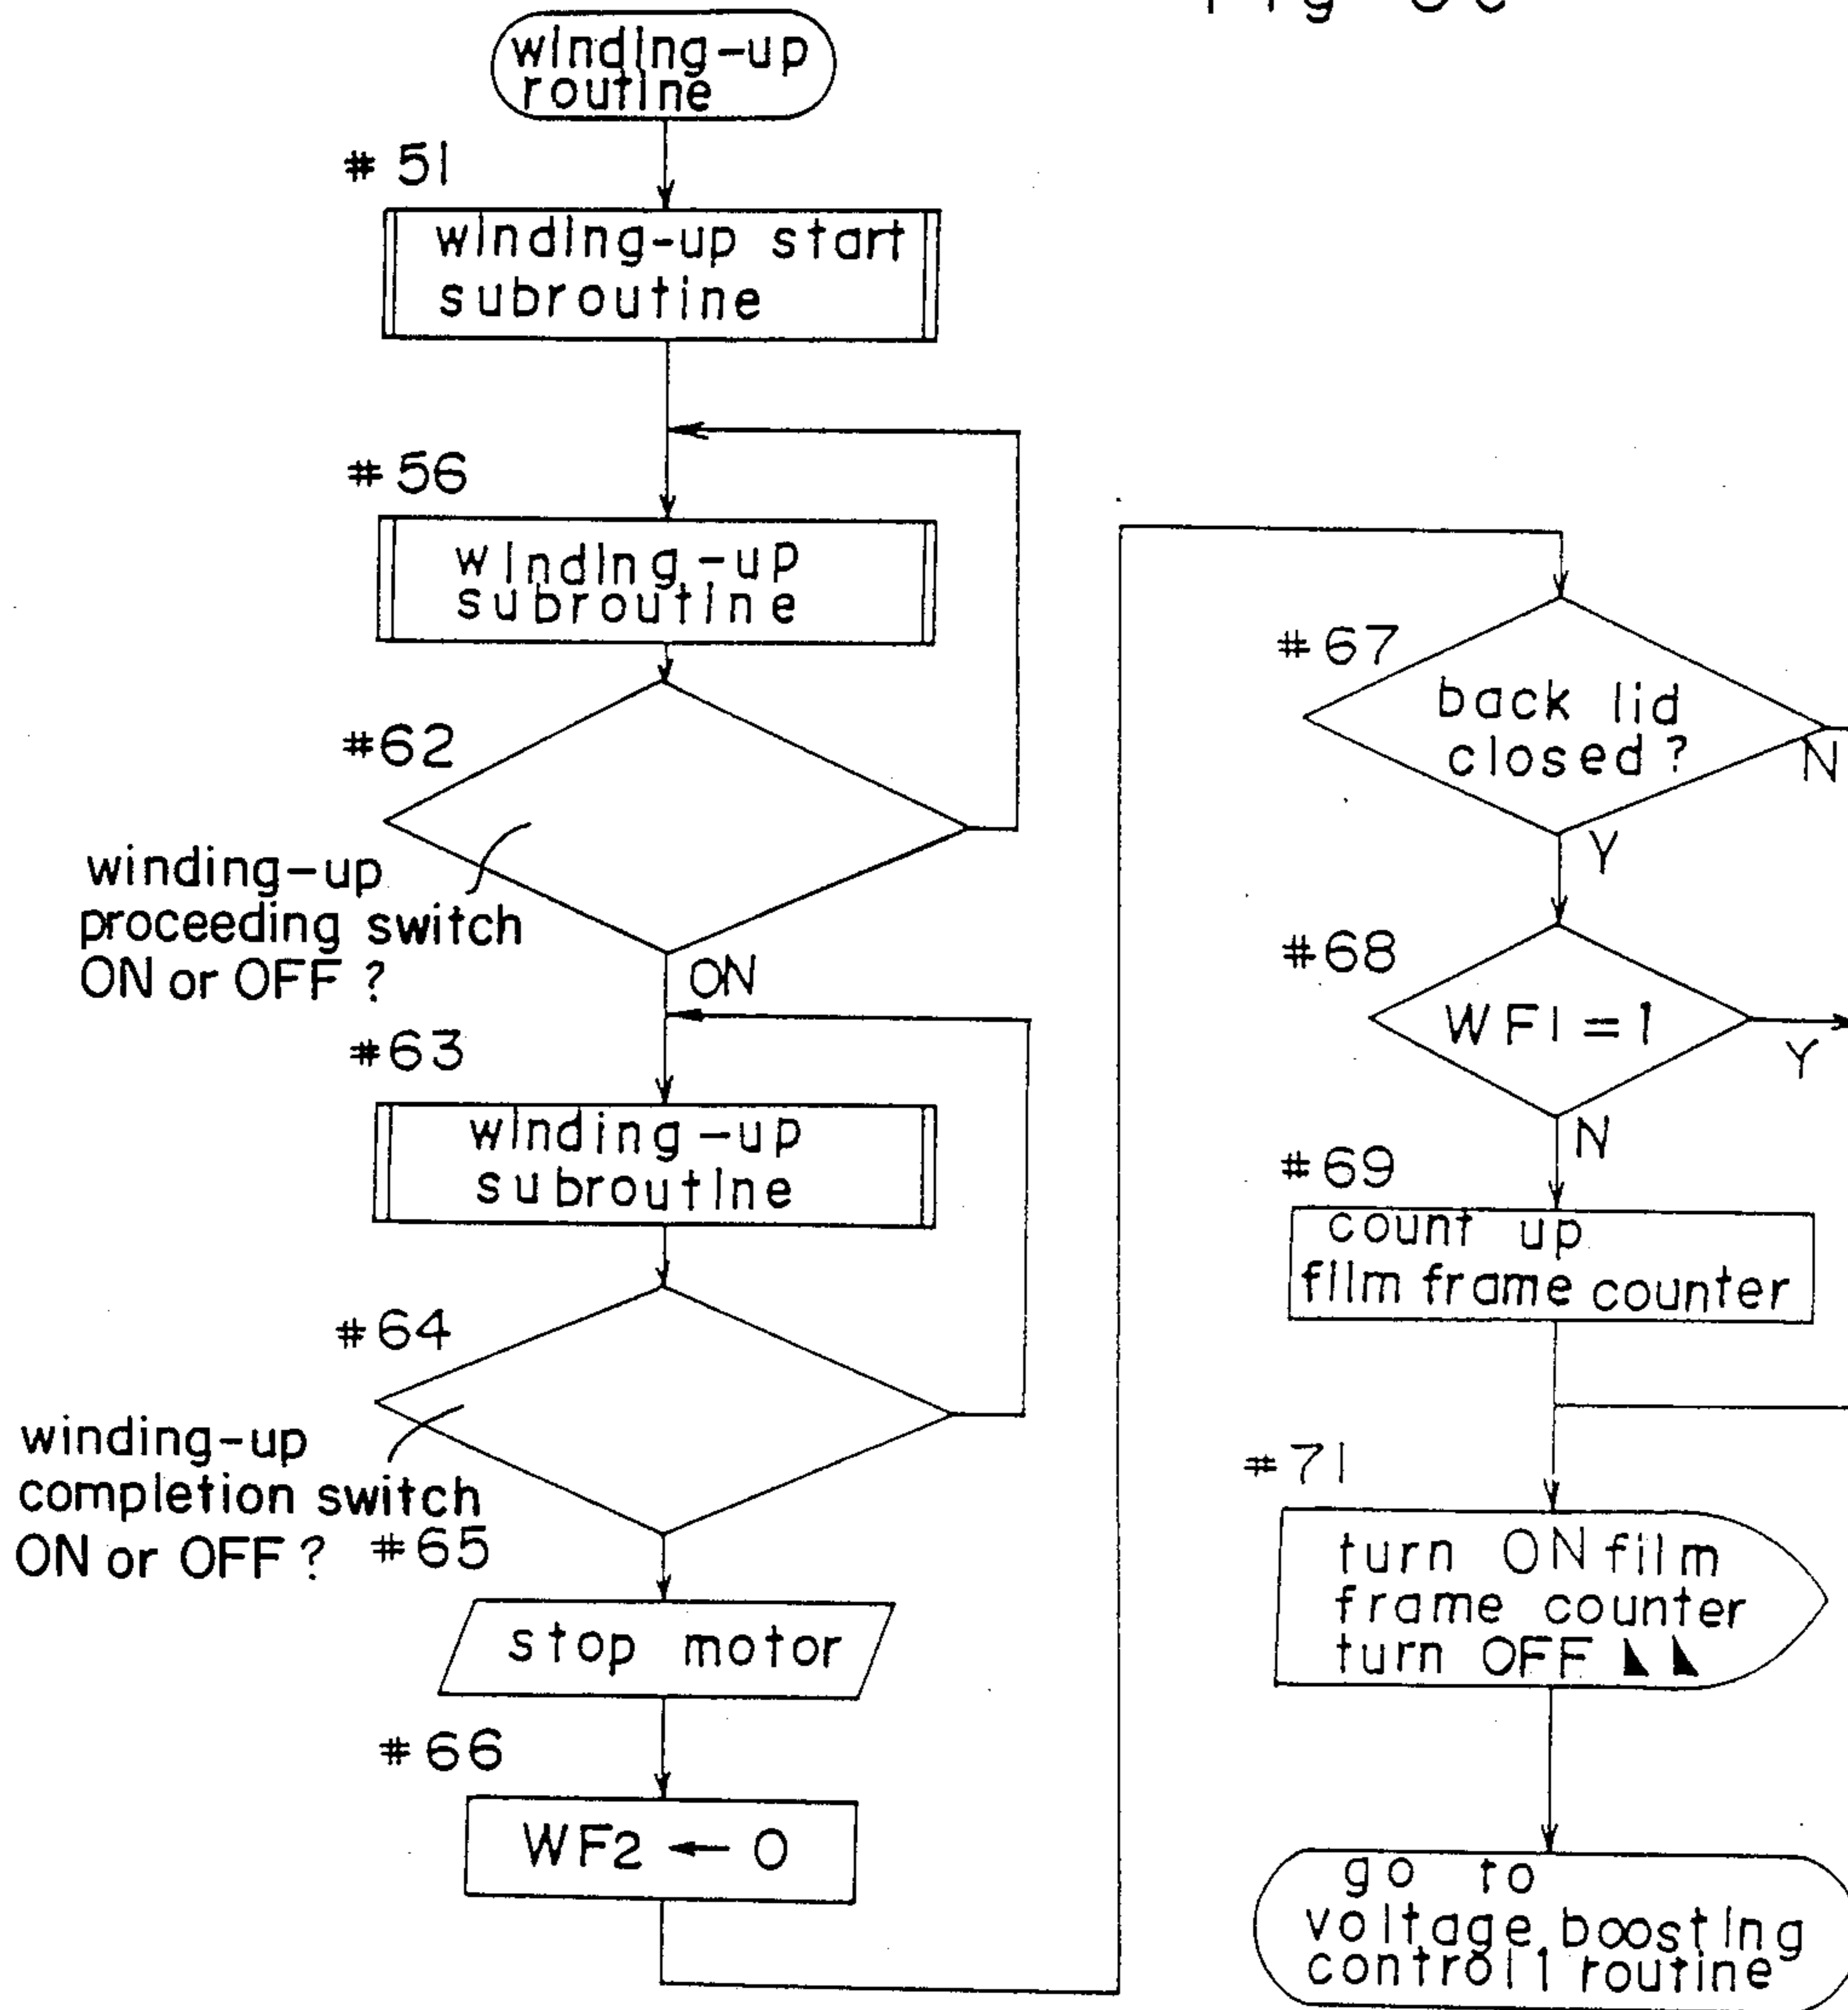 winding-up
routine
# 51
winding-up start
subroutine
# 56
winding-up
subroutine
#62
winding-up
proceeding switch
ON or OFF ?
ON
#63
winding-up
subroutine
#64
winding-up
completion switch
ON or OFF ?
#65
stop motor
#66
WF2 ← 0
#67
back lid
closed ?
N
Y
#68
WF1 = 1
Y
N
#69
count up
film frame counter
#71
turn ON film
frame counter
turn OFF
go to
voltage boosting
control 1 routine